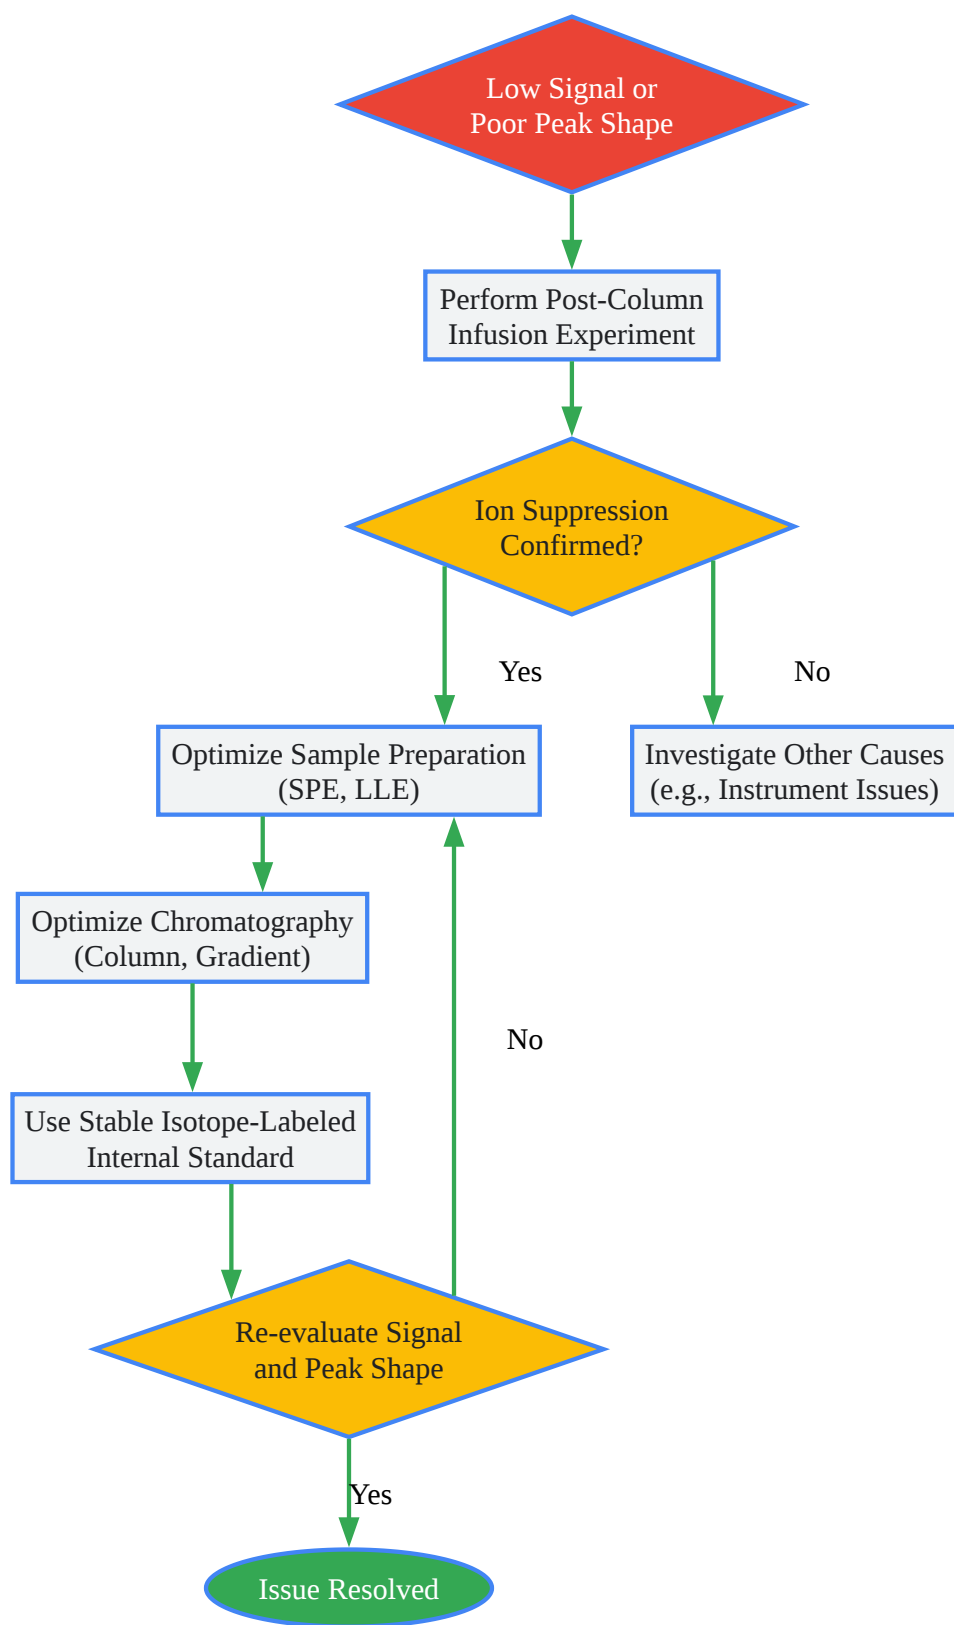 Low Signal or
Poor Peak Shape
Perform Post-Column
Infusion Experiment
Ion Suppression
Confirmed?
Yes
No
Optimize Sample Preparation
(SPE, LLE)
Investigate Other Causes
(e.g., Instrument Issues)
Optimize Chromatography
(Column, Gradient)
No
Use Stable Isotope-Labeled
Internal Standard
Re-evaluate Signal
and Peak Shape
Yes
Issue Resolved